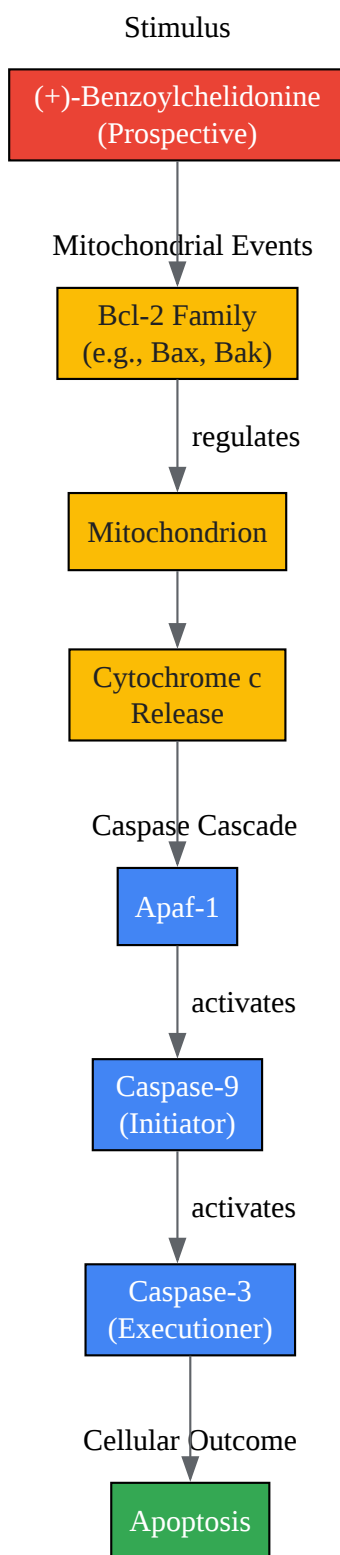 Stimulus
(+)-Benzoylchelidonine
(Prospective)
Mitochondrial Events
Bcl-2 Family
(e.g., Bax, Bak)
regulates
Mitochondrion
Cytochrome c
Release
Caspase Cascade
Apaf-1
activates
Caspase-9
(Initiator)
activates
Caspase-3
(Executioner)
Cellular Outcome
Apoptosis